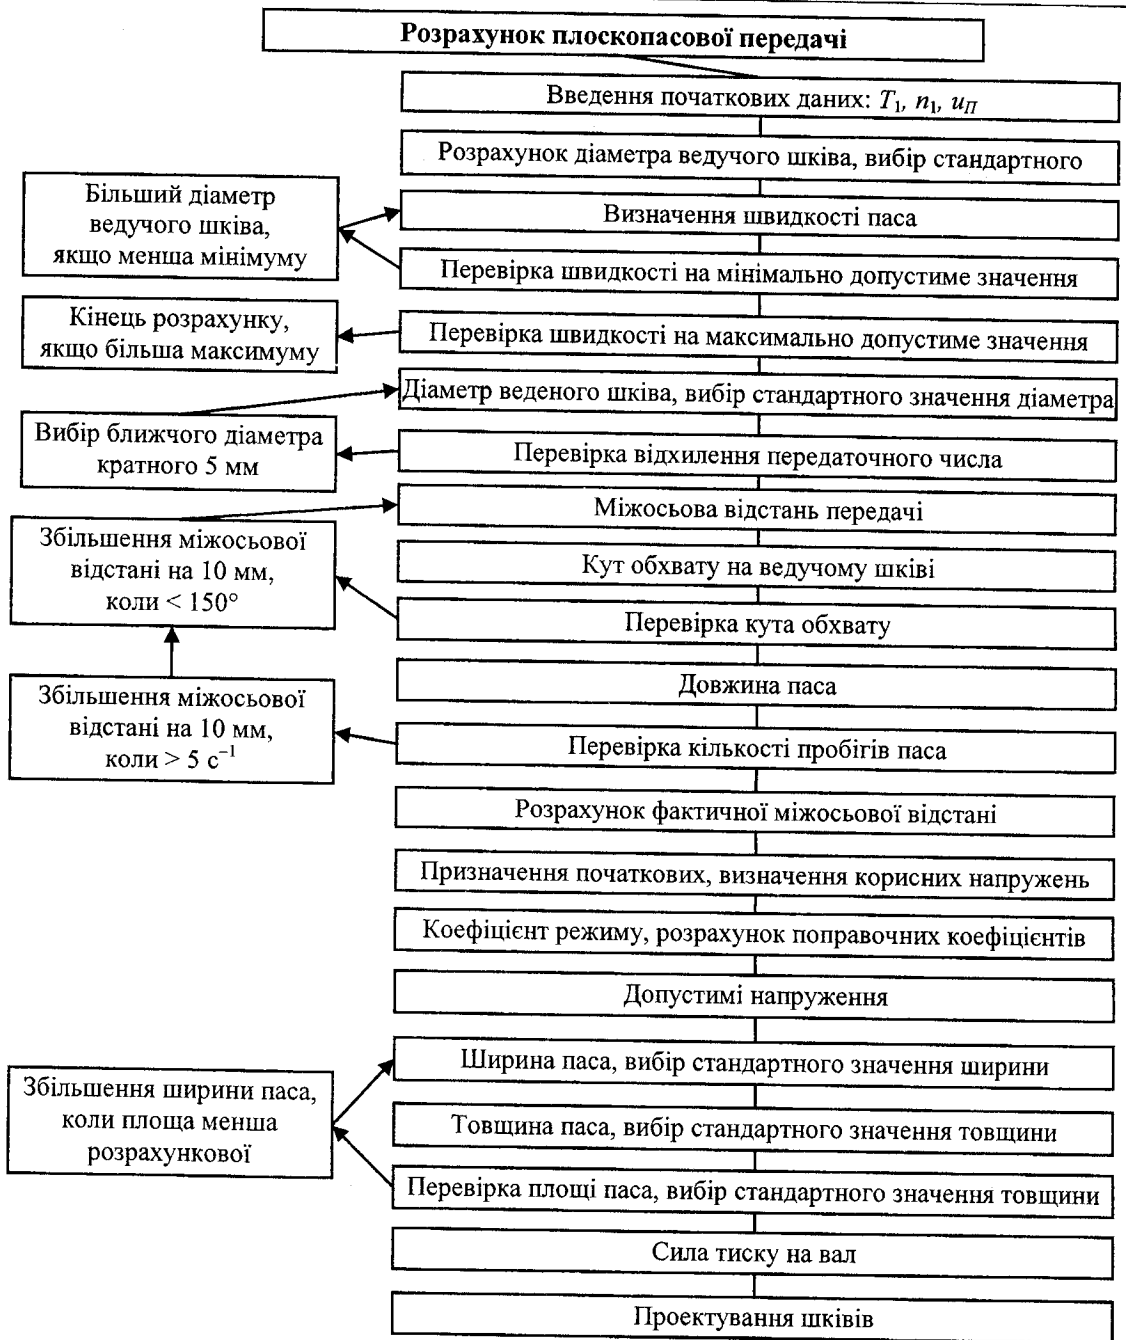 Розрахунок плоскопасової передачі
Введення початкових даних: T₁, n₁, uП
Розрахунок діаметра ведучого шківа, вибір стандартного
Більший діаметр
ведучого шківа,
якщо менша мінімуму
Визначення швидкості паса
Перевірка швидкості на мінімально допустиме значення
Кінець розрахунку,
якщо більша максимуму
Перевірка швидкості на максимально допустиме значення
Діаметр веденого шківа, вибір стандартного значення діаметра
Вибір ближчого діаметра
кратного 5 мм
Перевірка відхилення передаточного числа
Міжосьова відстань передачі
Збільшення міжосьової
відстані на 10 мм,
коли < 150°
Кут обхвату на ведучому шківі
Перевірка кута обхвату
Довжина паса
Збільшення міжосьової
відстані на 10 мм,
коли > 5 с⁻¹
Перевірка кількості пробігів паса
Розрахунок фактичної міжосьової відстані
Призначення початкових, визначення корисних напружень
Коефіцієнт режиму, розрахунок поправочних коефіцієнтів
Допустимі напруження
Ширина паса, вибір стандартного значення ширини
Збільшення ширини паса,
коли площа менша
розрахункової
Товщина паса, вибір стандартного значення товщини
Перевірка площі паса, вибір стандартного значення товщини
Сила тиску на вал
Проектування шківів